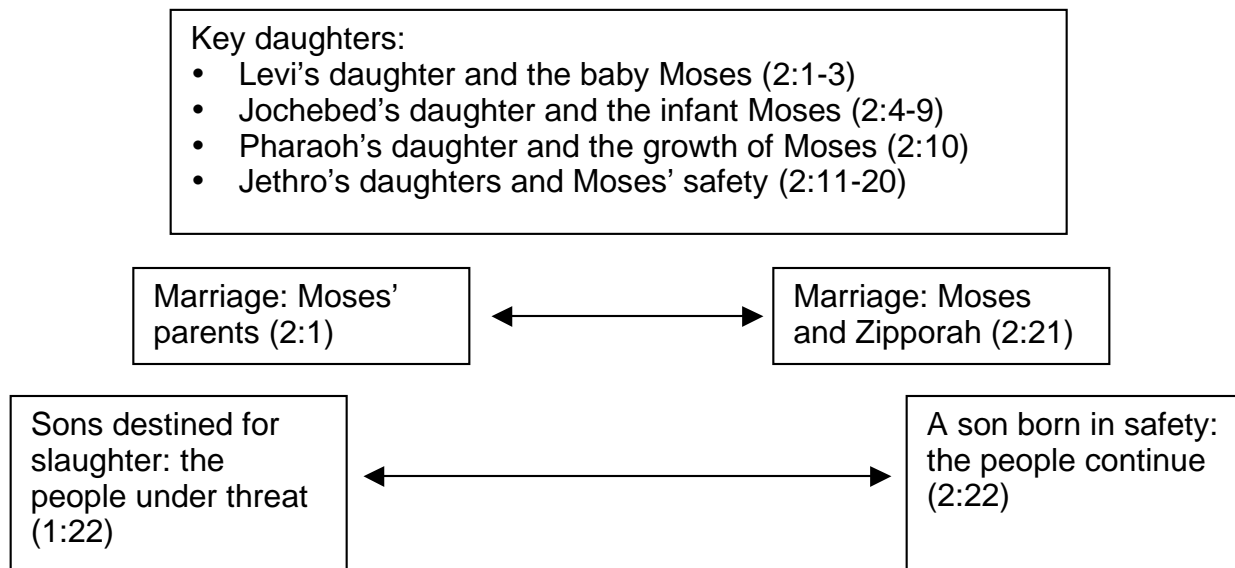 Key daughters:
• Levi’s daughter and the baby Moses (2:1-3)
• Jochebed’s daughter and the infant Moses (2:4-9)
• Pharaoh’s daughter and the growth of Moses (2:10)
• Jethro’s daughters and Moses’ safety (2:11-20)
Marriage: Moses’
parents (2:1)
Marriage: Moses
and Zipporah (2:21)
Sons destined for
slaughter: the
people under threat
(1:22)
A son born in safety:
the people continue
(2:22)